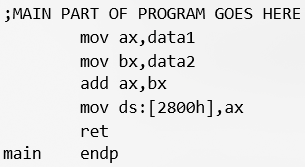 ;MAIN PART OF PROGRAM GOES HERE
mov ax,data1
mov bx,data2
add ax,bx
mov ds:[2800h],ax
ret
main endp